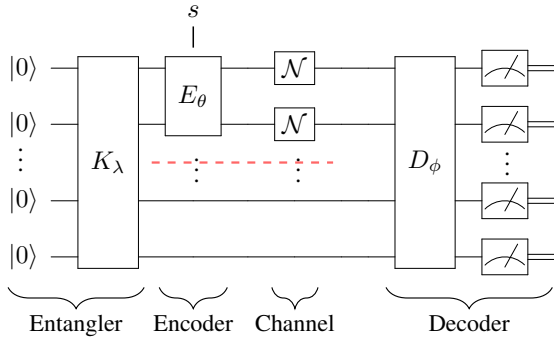 s
|0⟩ 𝒩
|0⟩ E_θ 𝒩
⋮ K_λ ⋮ ⋮ D_ϕ ⋮
|0⟩
|0⟩
Entangler Encoder Channel Decoder